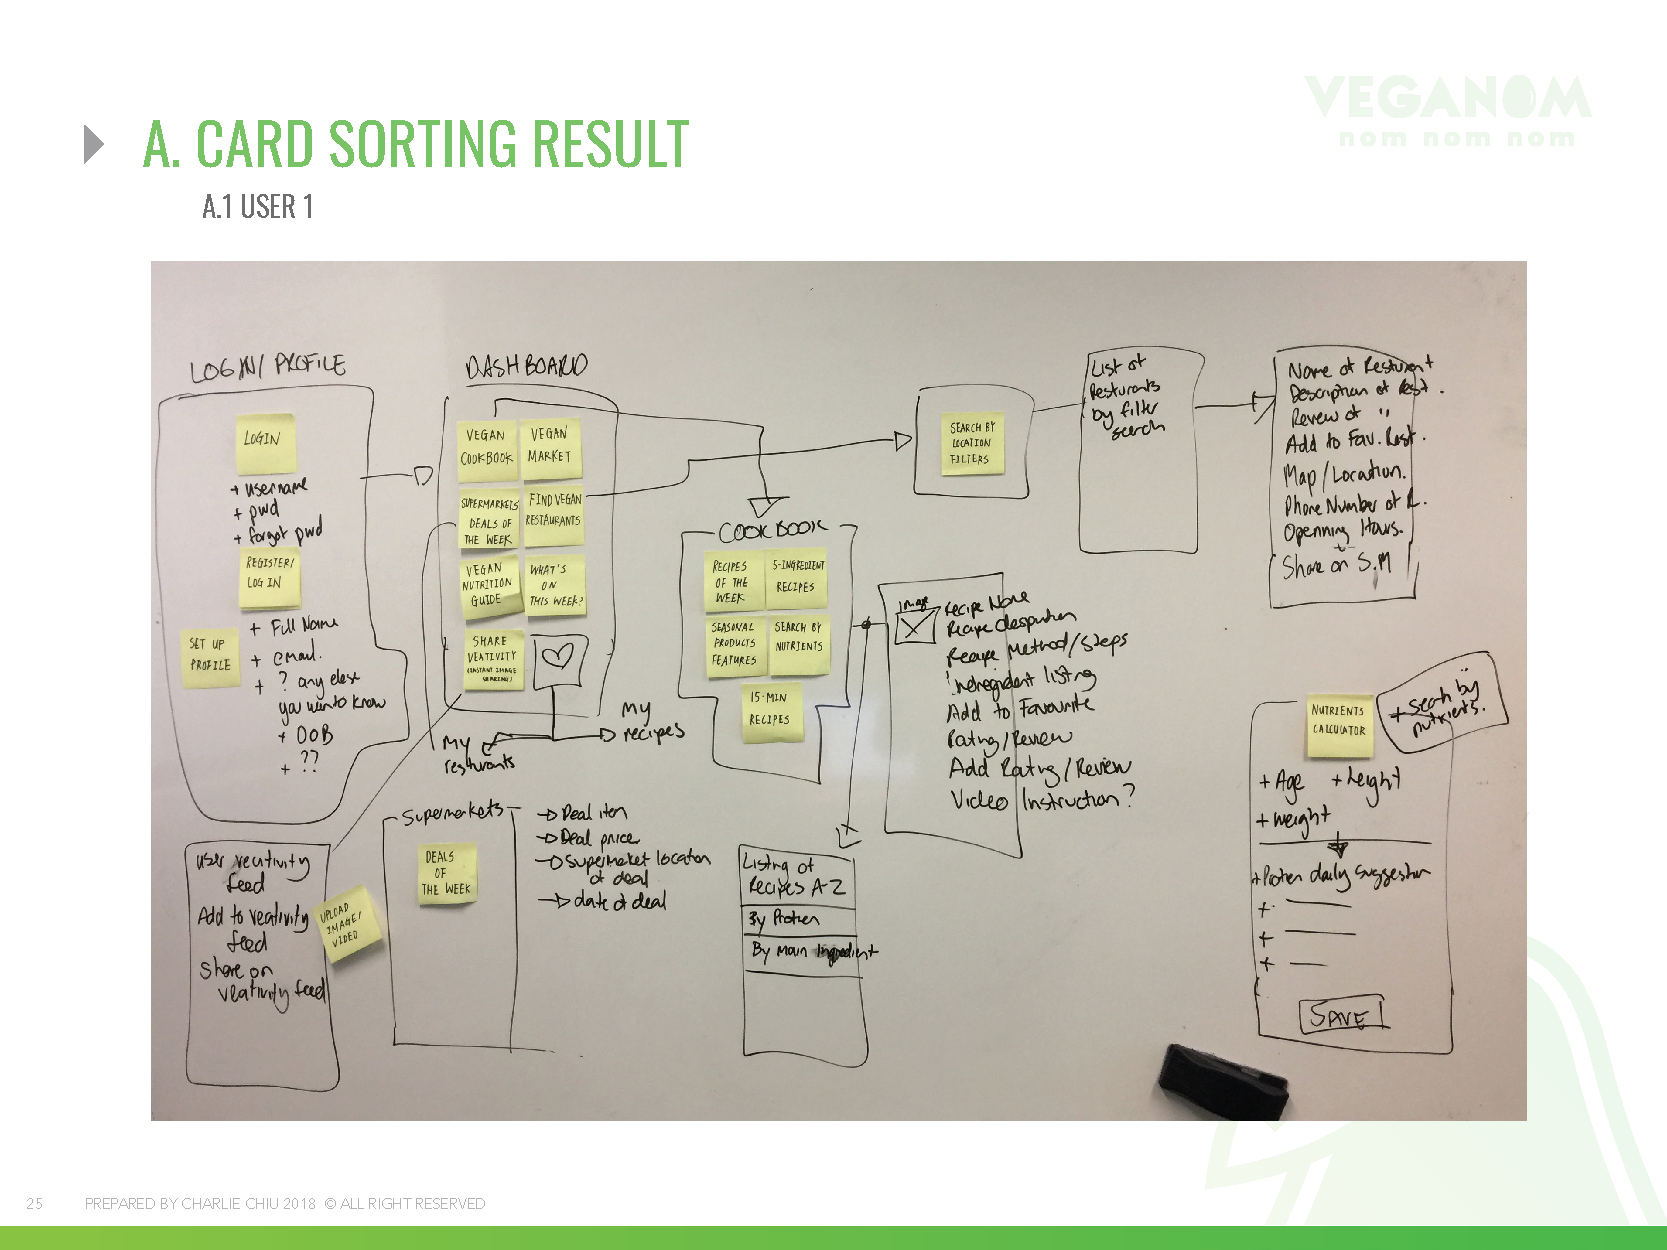 VEGANOM
nom nom nom
A. CARD SORTING RESULT
A.1 USER 1
LOGIN/ PROFILE
LOGIN
+ username
+ pwd
+ forgot pwd
REGISTER/
LOG IN
SET UP
PROFILE
+ Full Name
+ email.
+ ? any else
you want to know
+ DOB
+ ??
DASHBOARD
VEGAN
COOKBOOK
VEGAN
MARKET
SUPERMARKETS
DEALS OF
THE WEEK
FIND VEGAN
RESTAURANTS
VEGAN
NUTRITION
GUIDE
WHAT'S
ON
THIS WEEK?
SHARE
VEATIVITY
(INSTANT IMAGE
SHARING)
My
resturants
My
recipes
User veativity
feed
Add to veativity
feed
Share on
veativity feed
UPLOAD
IMAGE/
VIDEO
Supermarkets
DEALS
OF
THE WEEK
Deal item
Deal price
Supermaket location
of deal
date of deal
COOKBOOK
RECIPES
OF THE
WEEK
5-INGREDIENT
RECIPES
SEASONAL
PRODUCTS
FEATURES
SEARCH BY
NUTRIENTS
15-MIN
RECIPES
Listing of
Recipes A-Z
By Protien
By Main Ingredient
Image
Recipe Name
Recipe
Recipe Method/Steps
listing
Add to Favourite
Rating/Review
Add Rating/Review
Video Instruction?
SEARCH BY
LOCATION
FILTERS
List of
Resturants
by filter
search
Name of Resturant
Description of Rest.
Review of "
Add to Fav. Rest.
Map/Location.
Phone Number of R.
Openning Hours.
Share on S.M
NUTRIENTS
CALCULATOR
+ Search by
nutrients.
+ Age + height
+ weight
+ Protien daily suggestion
+
+
+
SAVE
25 PREPARED BY CHARLIE CHIU 2018 © ALL RIGHT RESERVED